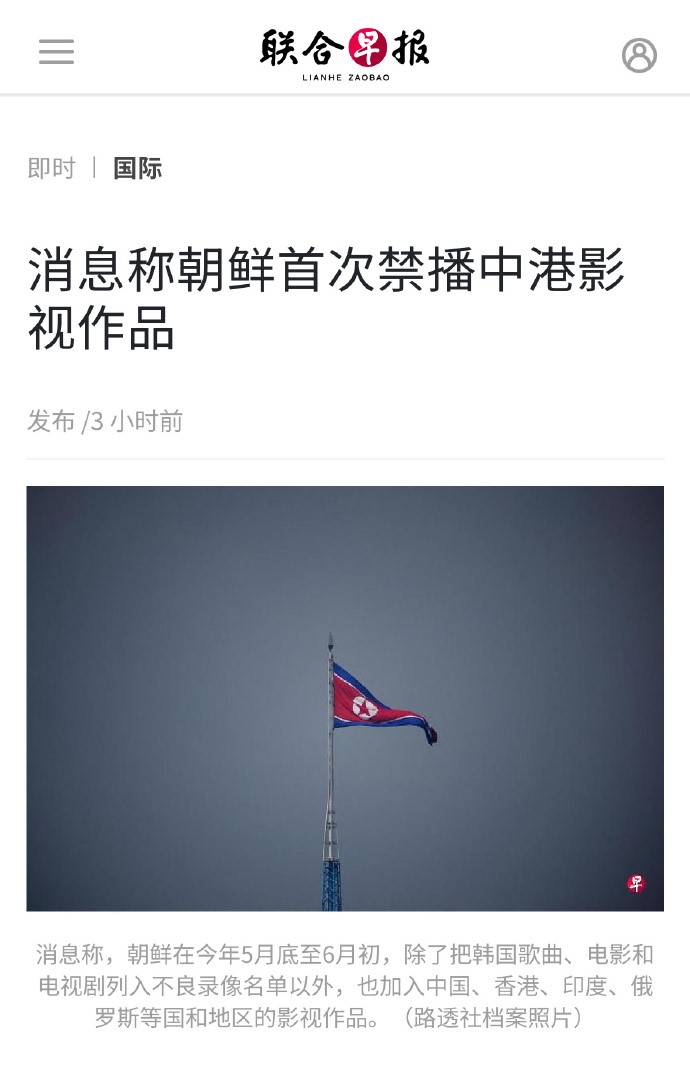 联合早报
LIANHE ZAOBAO
即时 | 国际
消息称朝鲜首次禁播中港影
视作品
发布 /3 小时前
早
消息称，朝鲜在今年5月底至6月初，除了把韩国歌曲、电影和
电视剧列入不良录像名单以外，也加入中国、香港、印度、俄
罗斯等国和地区的影视作品。（路透社档案照片）